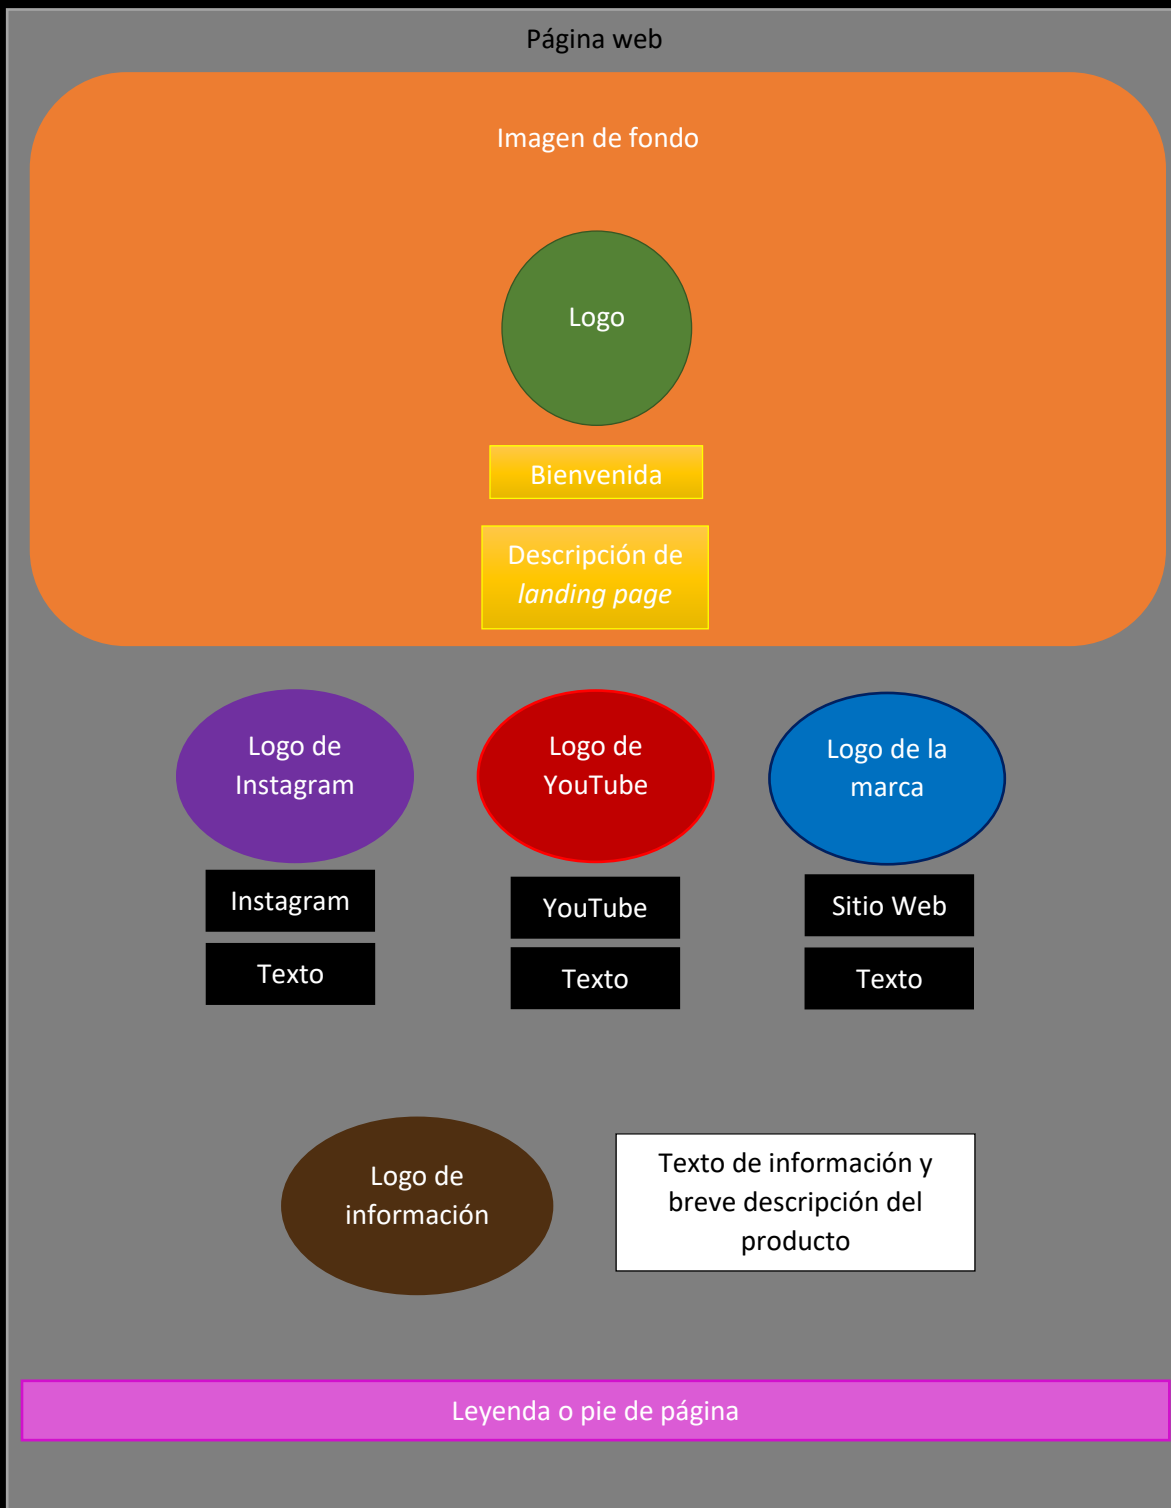 Página web
Imagen de fondo
Logo
Bienvenida
Descripción de
landing page
Logo de
Instagram
Logo de
YouTube
Logo de la
marca
Instagram
YouTube
Sitio Web
Texto
Texto
Texto
Logo de
información
Texto de información y
breve descripción del
producto
Leyenda o pie de página